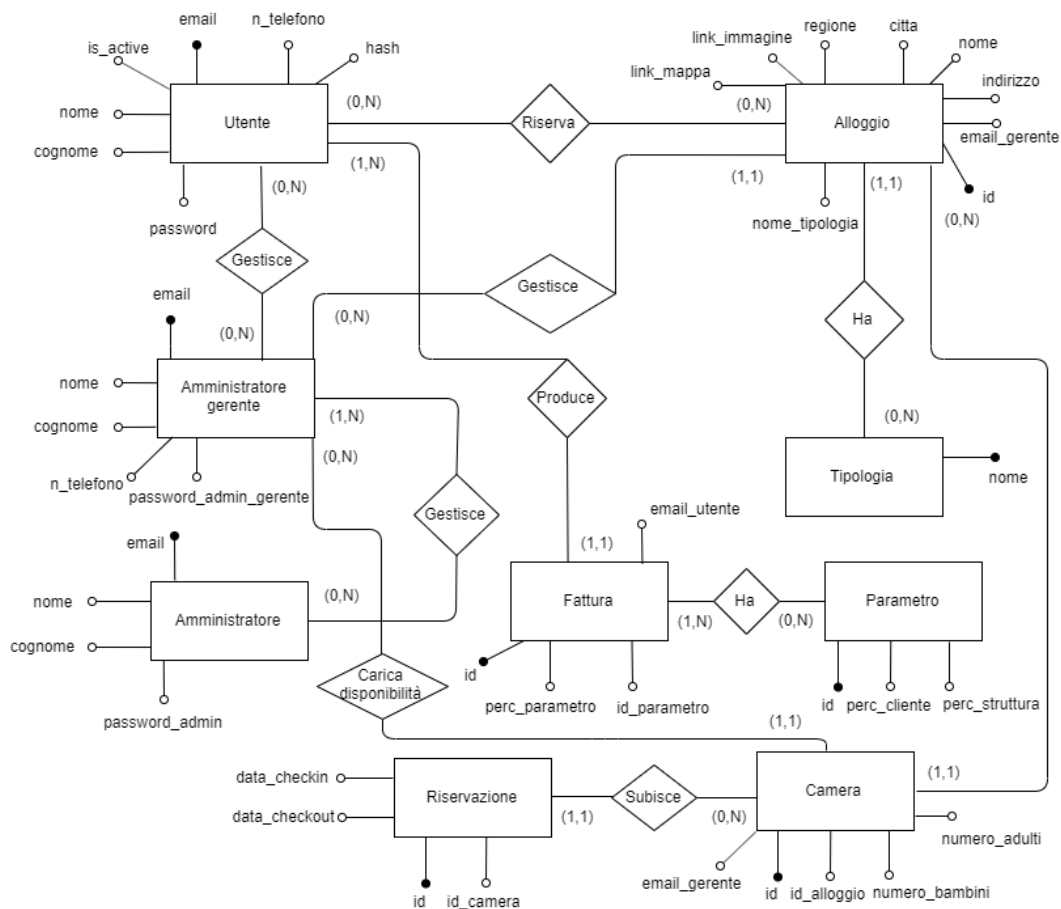 email
n_telefono
is_active
hash
nome
cognome
Utente
password
(0,N)
(1,N)
(0,N)
Riserva
(0,N)
link_immagine
regione
citta
nome
link_mappa
indirizzo
email_gerente
Alloggio
id
nome_tipologia
(1,1)
(1,1)
(0,N)
Gestisce
(0,N)
Gestisce
(0,N)
Ha
(0,N)
email
nome
cognome
Amministratore
gerente
n_telefono
password_admin_gerente
(1,N)
(0,N)
Produce
(1,1)
Tipologia
nome
Gestisce
email
nome
cognome
Amministratore
password_admin
(0,N)
Carica
disponibilità
email_utente
Fattura
id
perc_parametro
id_parametro
(1,N)
Ha
(0,N)
Parametro
id
perc_cliente
perc_struttura
(1,1)
(1,1)
data_checkin
data_checkout
Riservazione
id
id_camera
(1,1)
Subisce
(0,N)
Camera
numero_adulti
email_gerente
id
id_alloggio
numero_bambini